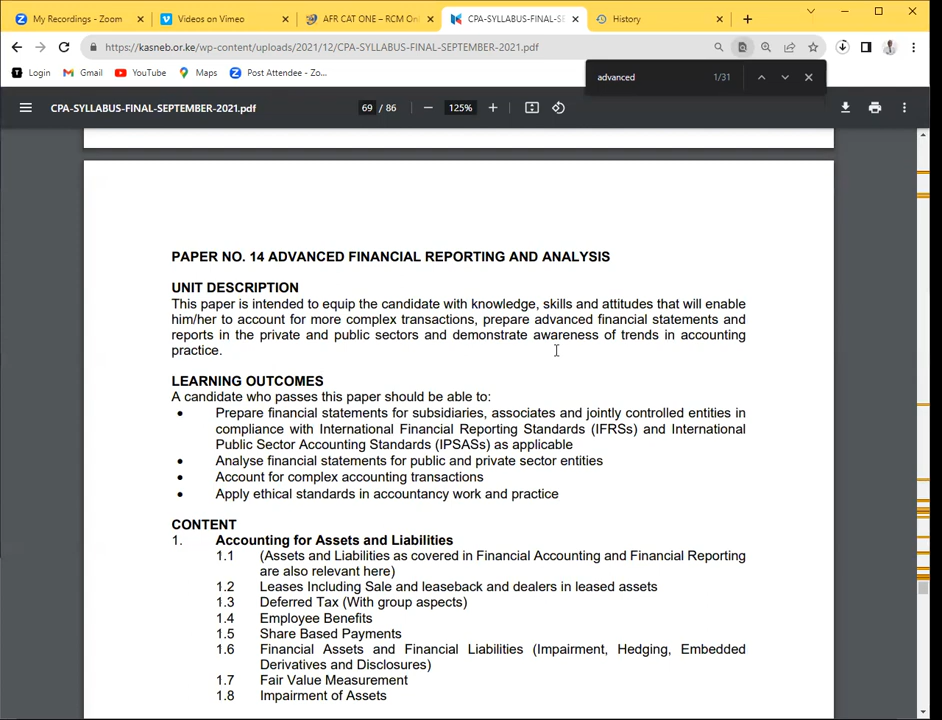 My Recordings - Zoom
Videos on Vimeo
AFR CAT ONE – RCM On
CPA-SYLLABUS-FINAL-SE
History
https://kasneb.or.ke/wp-content/uploads/2021/12/CPA-SYLLABUS-FINAL-SEPTEMBER-2021.pdf
Login
Gmail
YouTube
Maps
Post Attendee - Zo...
advanced
1/31
CPA-SYLLABUS-FINAL-SEPTEMBER-2021.pdf
69 / 86
125%
PAPER NO. 14 ADVANCED FINANCIAL REPORTING AND ANALYSIS
UNIT DESCRIPTION
This paper is intended to equip the candidate with knowledge, skills and attitudes that will enable
him/her to account for more complex transactions, prepare advanced financial statements and
reports in the private and public sectors and demonstrate awareness of trends in accounting
practice.
LEARNING OUTCOMES
A candidate who passes this paper should be able to:
• Prepare financial statements for subsidiaries, associates and jointly controlled entities in
compliance with International Financial Reporting Standards (IFRSs) and International
Public Sector Accounting Standards (IPSASs) as applicable
• Analyse financial statements for public and private sector entities
• Account for complex accounting transactions
• Apply ethical standards in accountancy work and practice
CONTENT
1. Accounting for Assets and Liabilities
1.1 (Assets and Liabilities as covered in Financial Accounting and Financial Reporting
are also relevant here)
1.2 Leases Including Sale and leaseback and dealers in leased assets
1.3 Deferred Tax (With group aspects)
1.4 Employee Benefits
1.5 Share Based Payments
1.6 Financial Assets and Financial Liabilities (Impairment, Hedging, Embedded
Derivatives and Disclosures)
1.7 Fair Value Measurement
1.8 Impairment of Assets